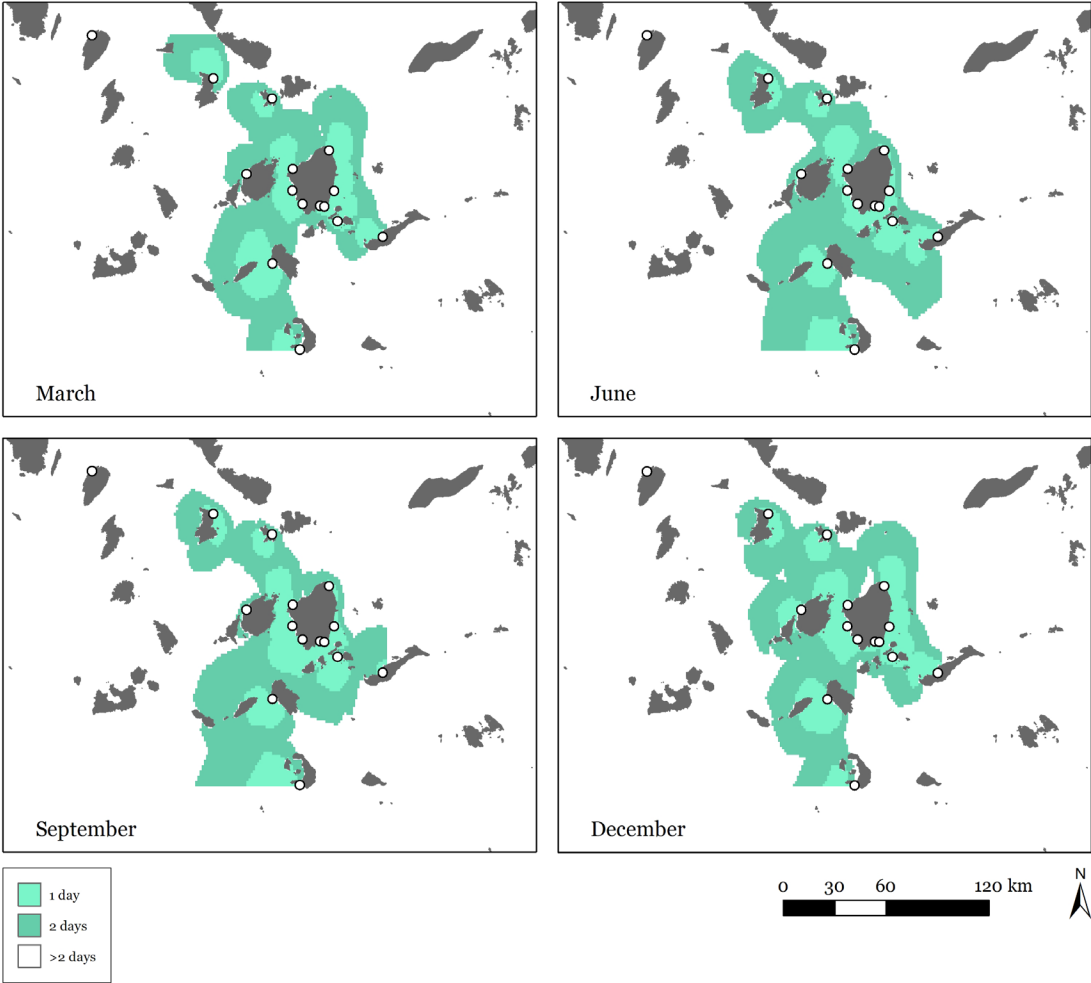 March
June
September
December
1 day
2 days
>2 days
0 30 60 120 km
N